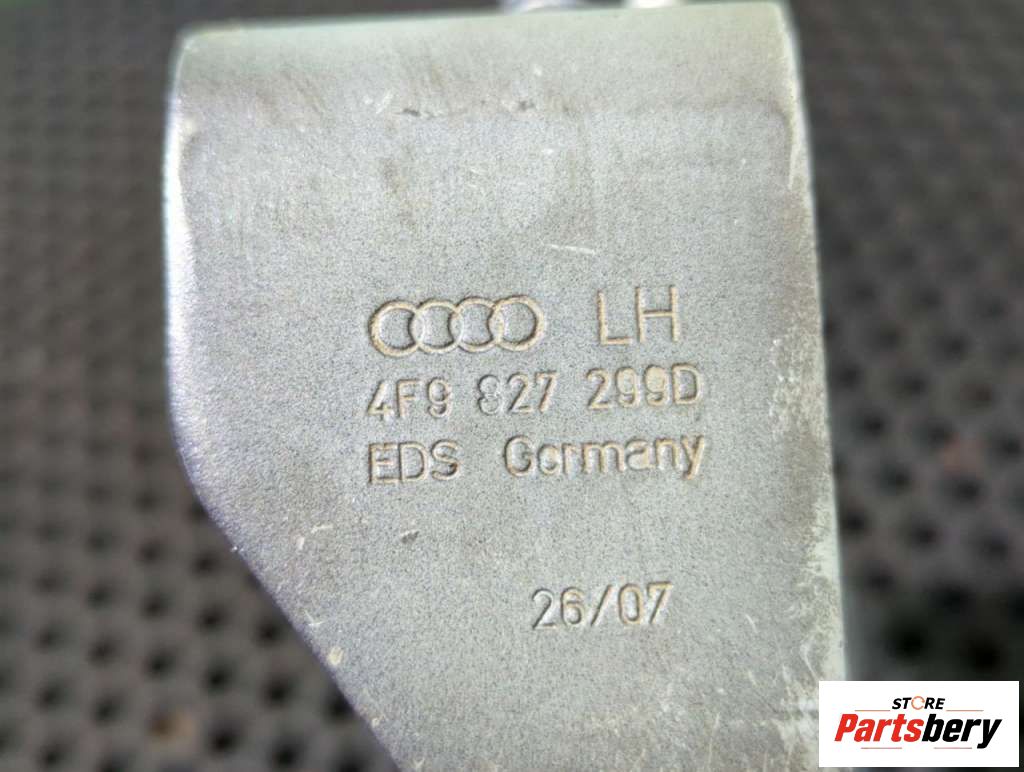 LH
4F9 827 299D
EDS Germany
26/07
STORE
Partsbery